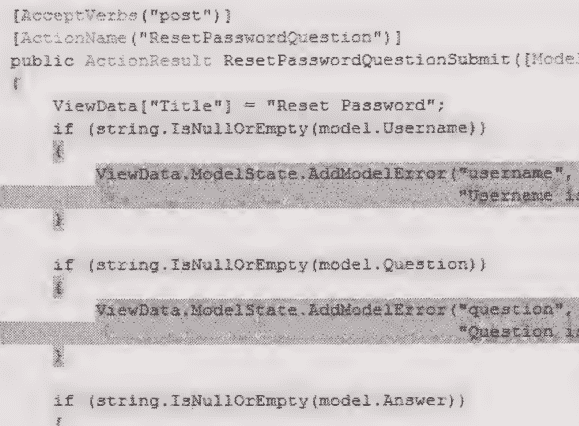 [AcceptVerbs("post")]
[ActionName("ResetPasswordQuestion")]
public ActionResult ResetPasswordQuestionSubmit([Model
{
ViewData["Title"] = "Reset Password";
if (string.IsNullOrEmpty(model.Username))
{
ViewData.ModelState.AddModelError("username",
"Username is
}
if (string.IsNullOrEmpty(model.Question))
{
ViewData.ModelState.AddModelError("question",
"Question is
}
if (string.IsNullOrEmpty(model.Answer))
{